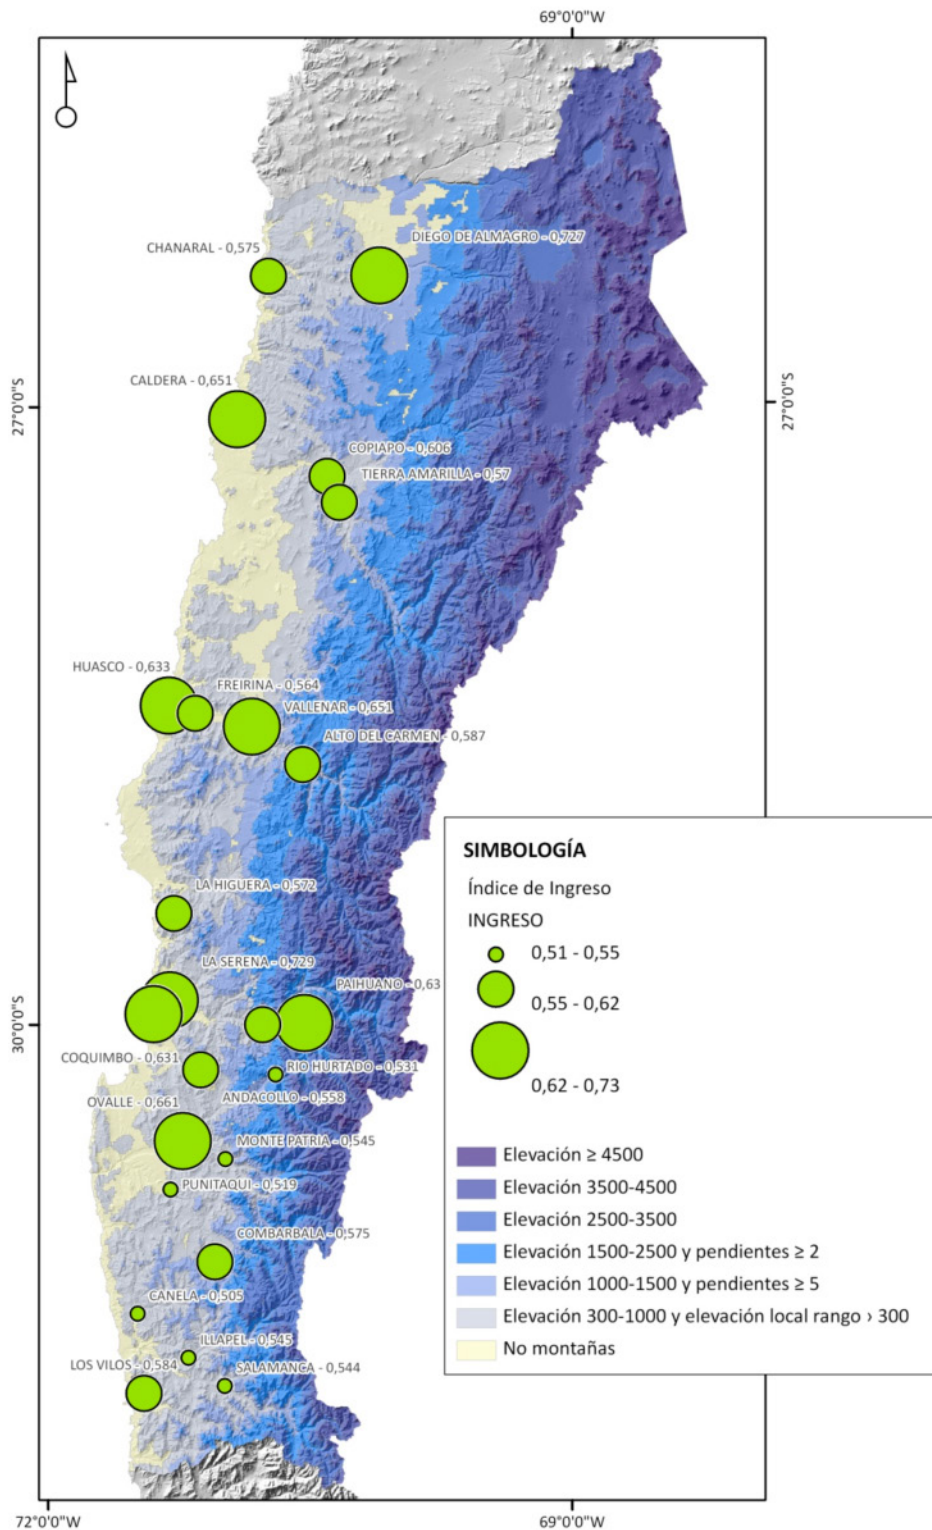 69°0'0"W
CHANARAL - 0,575
DIEGO DE ALMAGRO - 0,727
CALDERA - 0,651
27°0'0"S
27°0'0"S
COPIAPO - 0,606
TIERRA AMARILLA - 0,57
HUASCO - 0,633
FREIRINA - 0,564
VALLENAR - 0,651
ALTO DEL CARMEN - 0,587
LA HIGUERA - 0,572
LA SERENA - 0,729
PAIHUANO - 0,63
30°0'0"S
COQUIMBO - 0,631
RIO HURTADO - 0,531
ANDACOLLO - 0,558
OVALLE - 0,661
MONTE PATRIA - 0,545
PUNITAQUI - 0,519
COMBARBALA - 0,575
CANELA - 0,505
ILLAPEL - 0,545
LOS VILOS - 0,584
SALAMANCA - 0,544
SIMBOLOGÍA
Índice de Ingreso
INGRESO
0,51 - 0,55
0,55 - 0,62
0,62 - 0,73
Elevación ≥ 4500
Elevación 3500-4500
Elevación 2500-3500
Elevación 1500-2500 y pendientes ≥ 2
Elevación 1000-1500 y pendientes ≥ 5
Elevación 300-1000 y elevación local rango › 300
No montañas
72°0'0"W
69°0'0"W